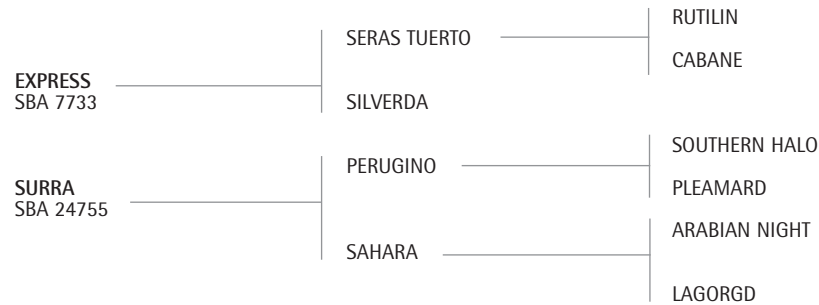 EXPRESS
SBA 7733
SERAS TUERTO
RUTILIN
CABANE
SILVERDA
SURRA
SBA 24755
PERUGINO
SOUTHERN HALO
PLEAMARD
SAHARA
ARABIAN NIGHT
LAGORGD